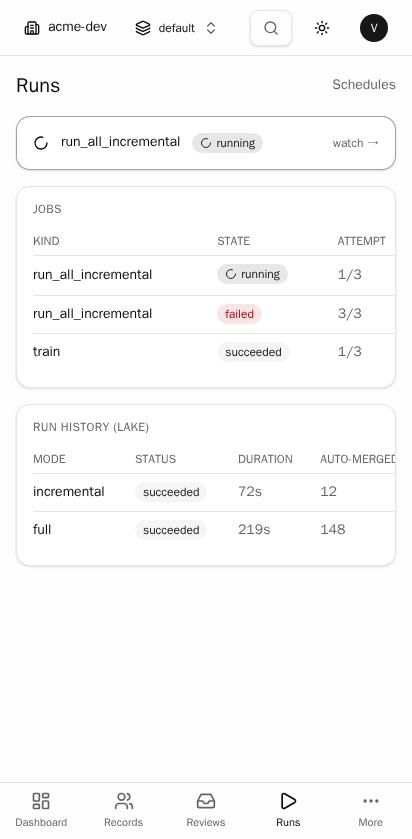 acme-dev default V
Runs Schedules
run_all_incremental running watch →
JOBS
KIND STATE ATTEMPT
run_all_incremental running 1/3
run_all_incremental failed 3/3
train succeeded 1/3
RUN HISTORY (LAKE)
MODE STATUS DURATION AUTO-MERGED
incremental succeeded 72s 12
full succeeded 219s 148
Dashboard Records Reviews Runs More